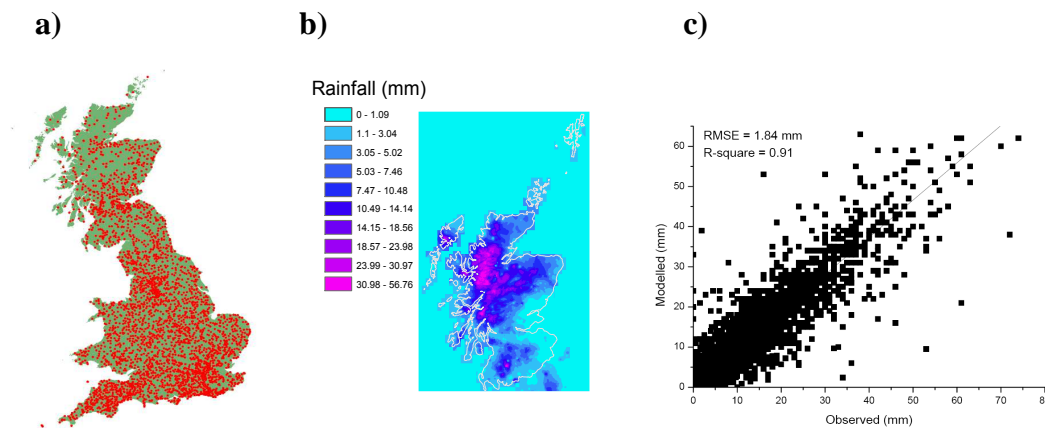 a)
b)
c)
Rainfall (mm)
0 - 1.09
1.1 - 3.04
3.05 - 5.02
5.03 - 7.46
7.47 - 10.48
10.49 - 14.14
14.15 - 18.56
18.57 - 23.98
23.99 - 30.97
30.98 - 56.76
RMSE = 1.84 mm
R-square = 0.91
Modelled (mm)
60
50
40
30
20
10
0
0 10 20 30 40 50 60 70 80
Observed (mm)